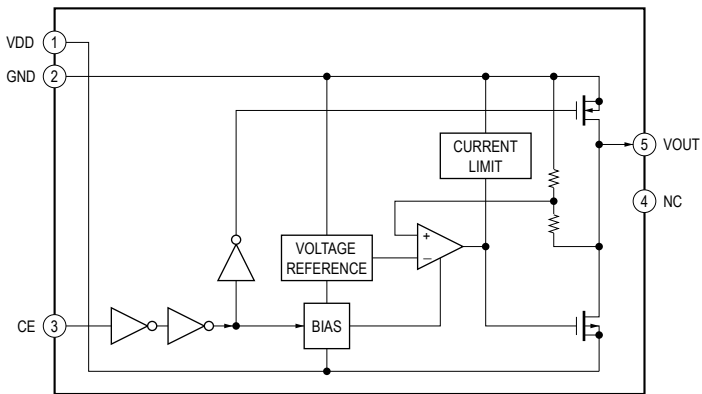 VDD 1
GND 2
CURRENT
LIMIT
5 VOUT
4 NC
+
−
VOLTAGE
REFERENCE
CE 3
BIAS